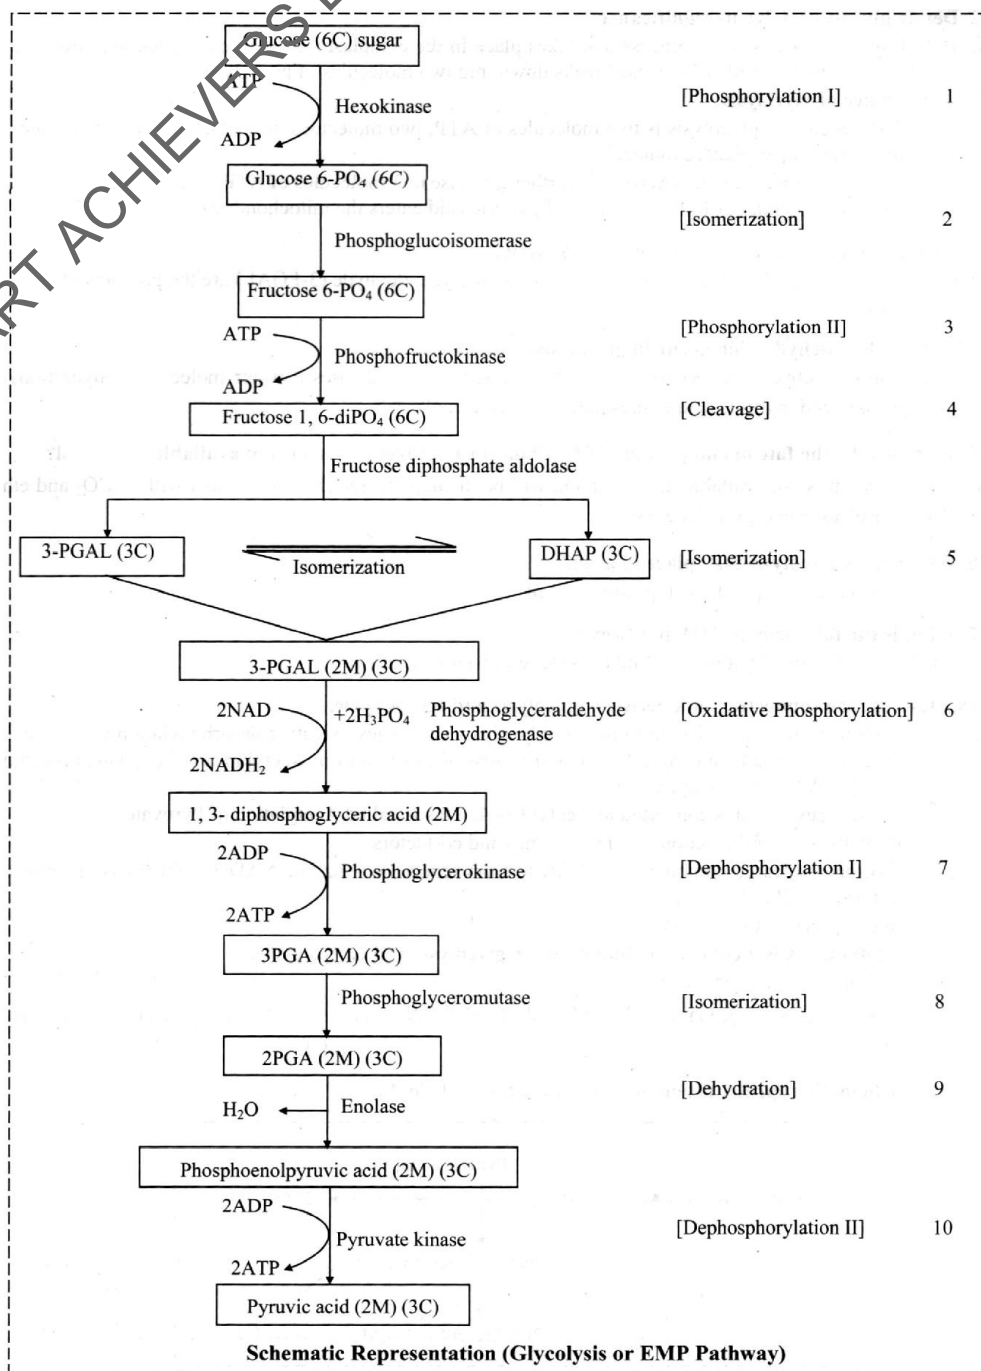 ART ACHIEVERS
Glucose (6C) sugar
ATP
Hexokinase
[Phosphorylation I] 1
ADP
Glucose 6-PO₄ (6C)
[Isomerization] 2
Phosphoglucoisomerase
Fructose 6-PO₄ (6C)
ATP
[Phosphorylation II] 3
Phosphofructokinase
ADP
Fructose 1, 6-diPO₄ (6C)
[Cleavage] 4
Fructose diphosphate aldolase
3-PGAL (3C)
Isomerization
DHAP (3C)
[Isomerization] 5
3-PGAL (2M) (3C)
2NAD
+2H₃PO₄
Phosphoglyceraldehyde
dehydrogenase
[Oxidative Phosphorylation] 6
2NADH₂
1, 3- diphosphoglyceric acid (2M)
2ADP
Phosphoglycerokinase
[Dephosphorylation I] 7
2ATP
3PGA (2M) (3C)
Phosphoglyceromutase
[Isomerization] 8
2PGA (2M) (3C)
[Dehydration] 9
H₂O
Enolase
Phosphoenolpyruvic acid (2M) (3C)
2ADP
Pyruvate kinase
[Dephosphorylation II] 10
2ATP
Pyruvic acid (2M) (3C)
Schematic Representation (Glycolysis or EMP Pathway)